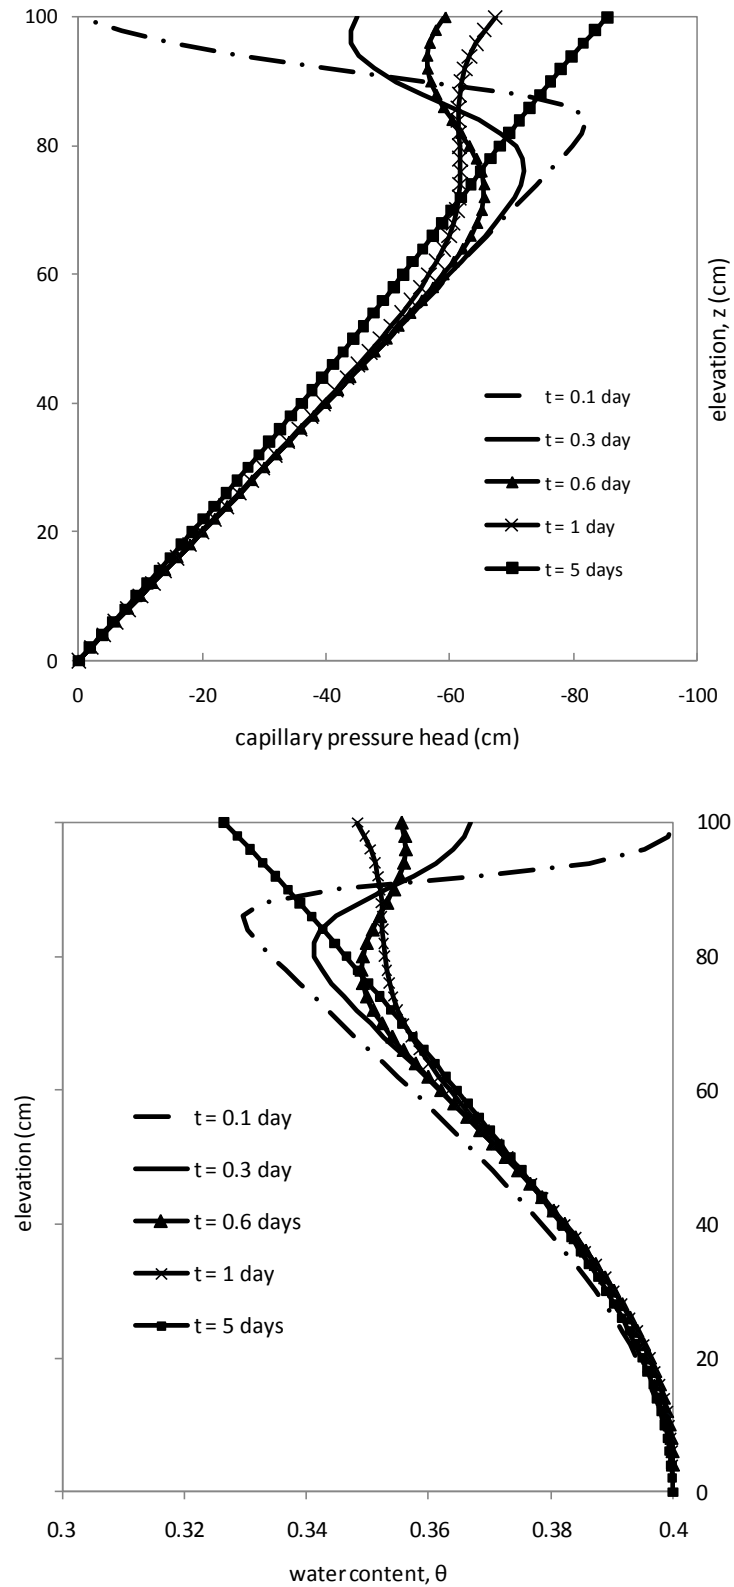 100
80
60
40
20
0
0
-20
-40
-60
-80
-100
capillary pressure head (cm)
elevation, z (cm)
t = 0.1 day
t = 0.3 day
t = 0.6 day
t = 1 day
t = 5 days
100
80
60
40
20
0
0.3
0.32
0.34
0.36
0.38
0.4
water content, θ
elevation (cm)
t = 0.1 day
t = 0.3 day
t = 0.6 days
t = 1 day
t = 5 days